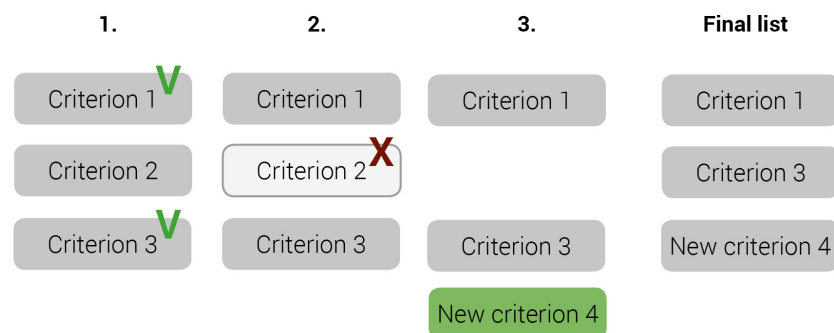 1. 2. 3. Final list
Criterion 1 V Criterion 1 Criterion 1 Criterion 1
Criterion 2 Criterion 2 X Criterion 3
Criterion 3 V Criterion 3 Criterion 3 New criterion 4
New criterion 4